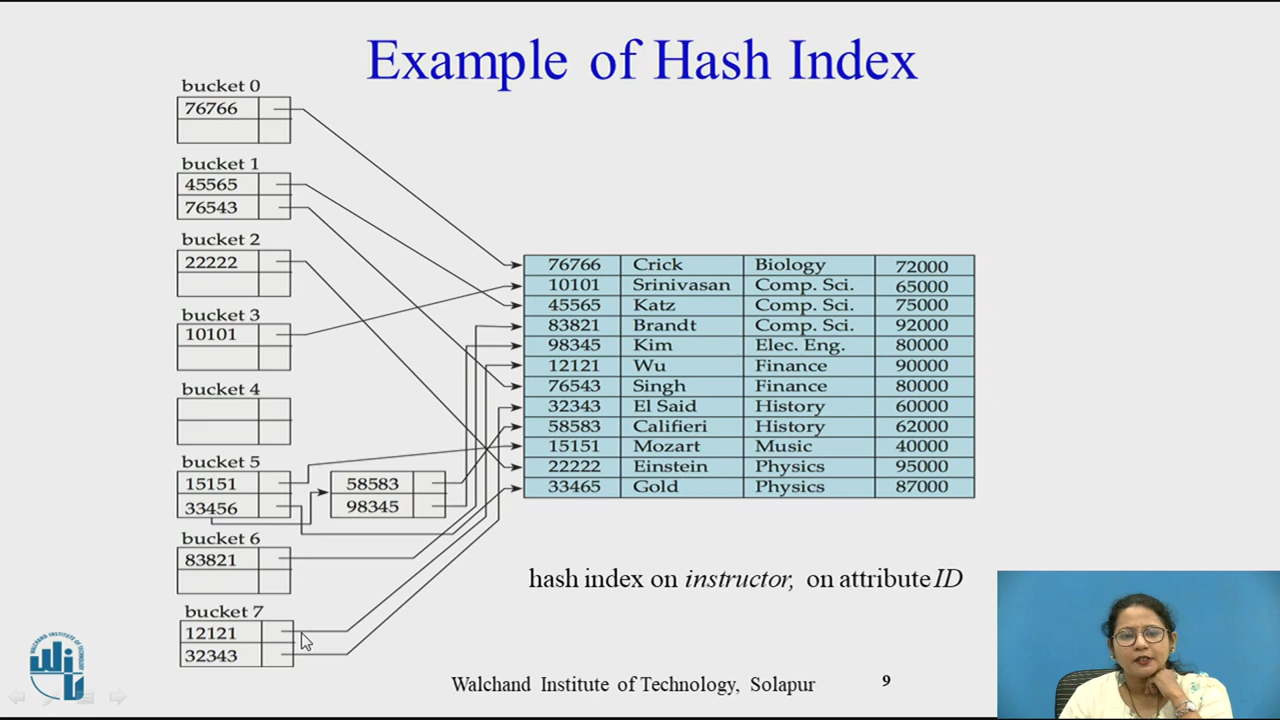 Example of Hash Index
bucket 0
76766
bucket 1
45565
76543
bucket 2
22222
bucket 3
10101
bucket 4
bucket 5
15151
33456
58583
98345
bucket 6
83821
bucket 7
12121
32343
76766 Crick Biology 72000
10101 Srinivasan Comp. Sci. 65000
45565 Katz Comp. Sci. 75000
83821 Brandt Comp. Sci. 92000
98345 Kim Elec. Eng. 80000
12121 Wu Finance 90000
76543 Singh Finance 80000
32343 El Said History 60000
58583 Califieri History 62000
15151 Mozart Music 40000
22222 Einstein Physics 95000
33465 Gold Physics 87000
hash index on instructor, on attribute ID
WALCHAND INSTITUTE OF TECHNOLOGY
WIT
Walchand Institute of Technology, Solapur
9